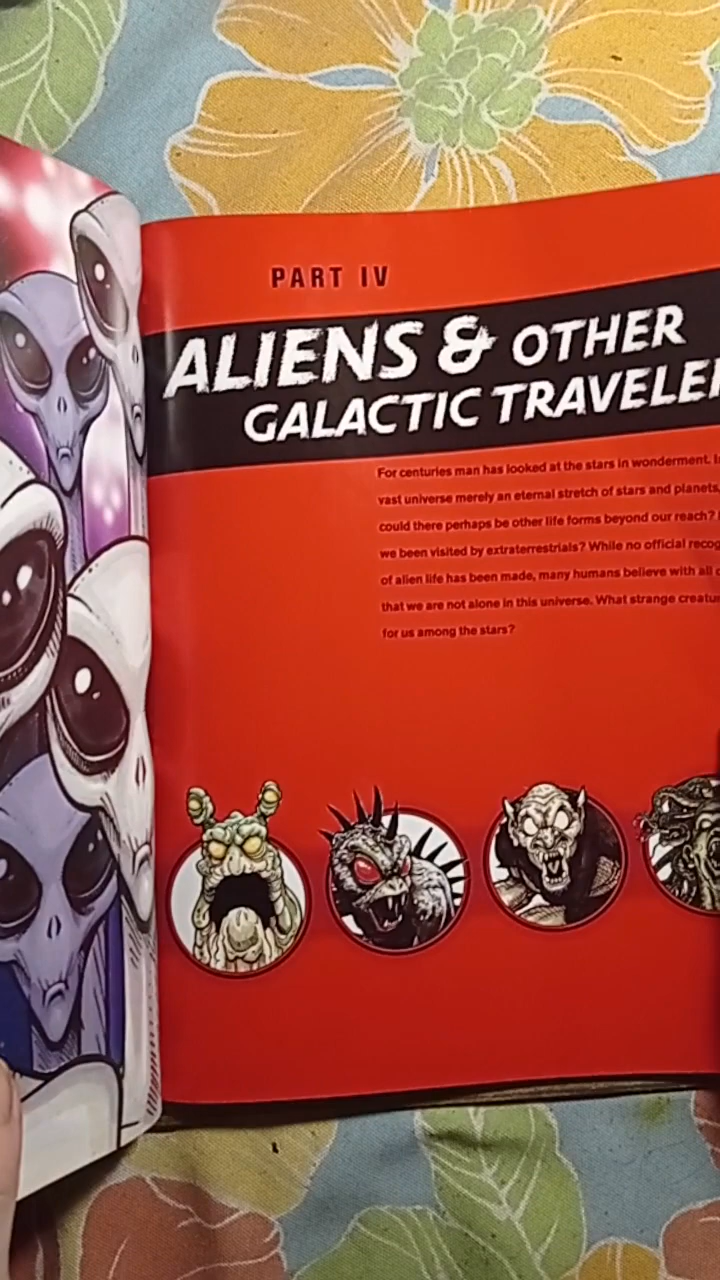 PART IV
ALIENS & OTHER
GALACTIC TRAVELE
For centuries man has looked at the stars in wonderment.
vast universe merely an eternal stretch of stars and planets,
could there perhaps be other life forms beyond our reach?
we been visited by extraterrestrials? While no official recog
of alien life has been made, many humans believe with all
that we are not alone in this universe. What strange creatu
for us among the stars?